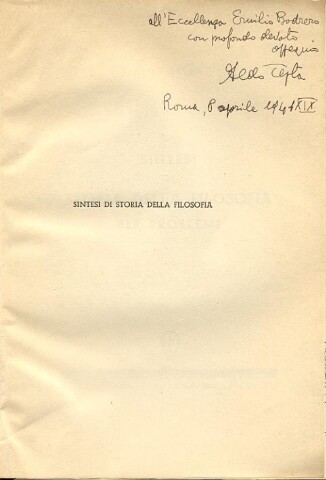 all'Eccellenza Emilio Bodrero
con profondo devoto
ossequio
Aldo Testa
Roma, 8 aprile 1941 XIX
SINTESI DI STORIA DELLA FILOSOFIA